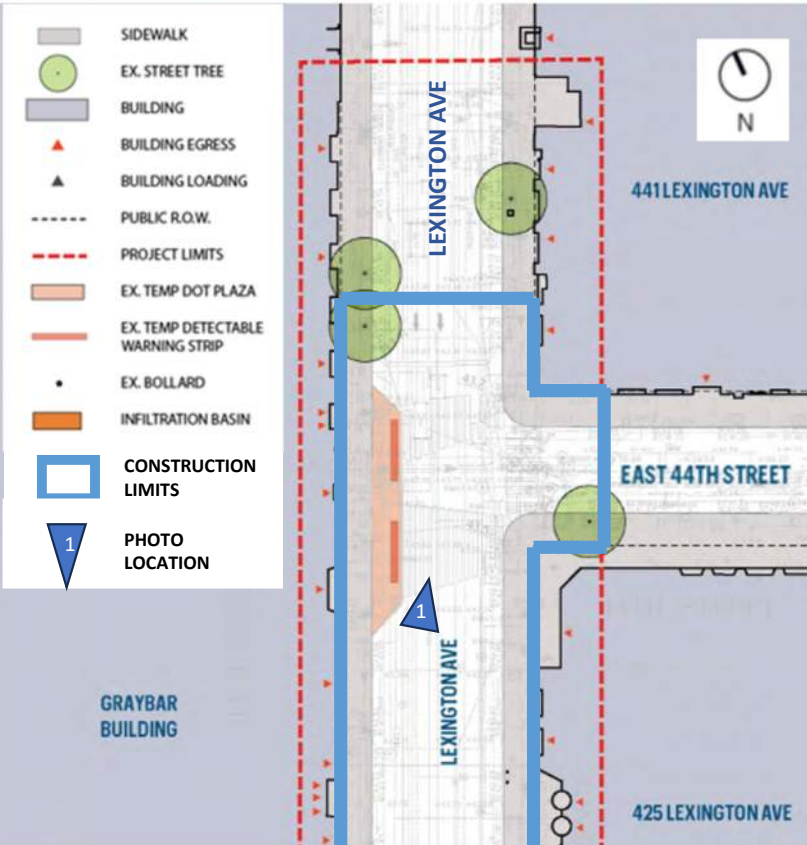 SIDEWALK
EX. STREET TREE
BUILDING
BUILDING EGRESS
BUILDING LOADING
PUBLIC R.O.W.
PROJECT LIMITS
EX. TEMP DOT PLAZA
EX. TEMP DETECTABLE
WARNING STRIP
EX. BOLLARD
INFILTRATION BASIN
CONSTRUCTION
LIMITS
1
PHOTO
LOCATION
LEXINGTON AVE
N
441 LEXINGTON AVE
EAST 44TH STREET
1
LEXINGTON AVE
GRAYBAR
BUILDING
425 LEXINGTON AVE